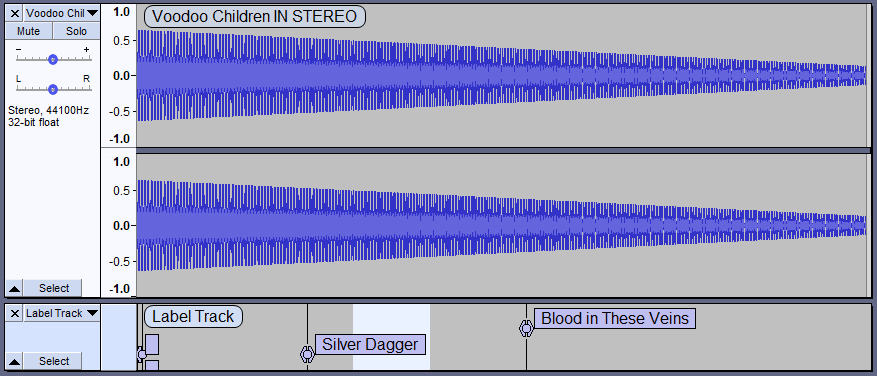 Voodoo Chil
Mute Solo
- +
L R
Stereo, 44100Hz
32-bit float
Select
1.0
0.5
0.0
-0.5
-1.0
Voodoo Children IN STEREO
1.0
0.5
0.0
-0.5
-1.0
Label Track
Select
Label Track
Silver Dagger
Blood in These Veins